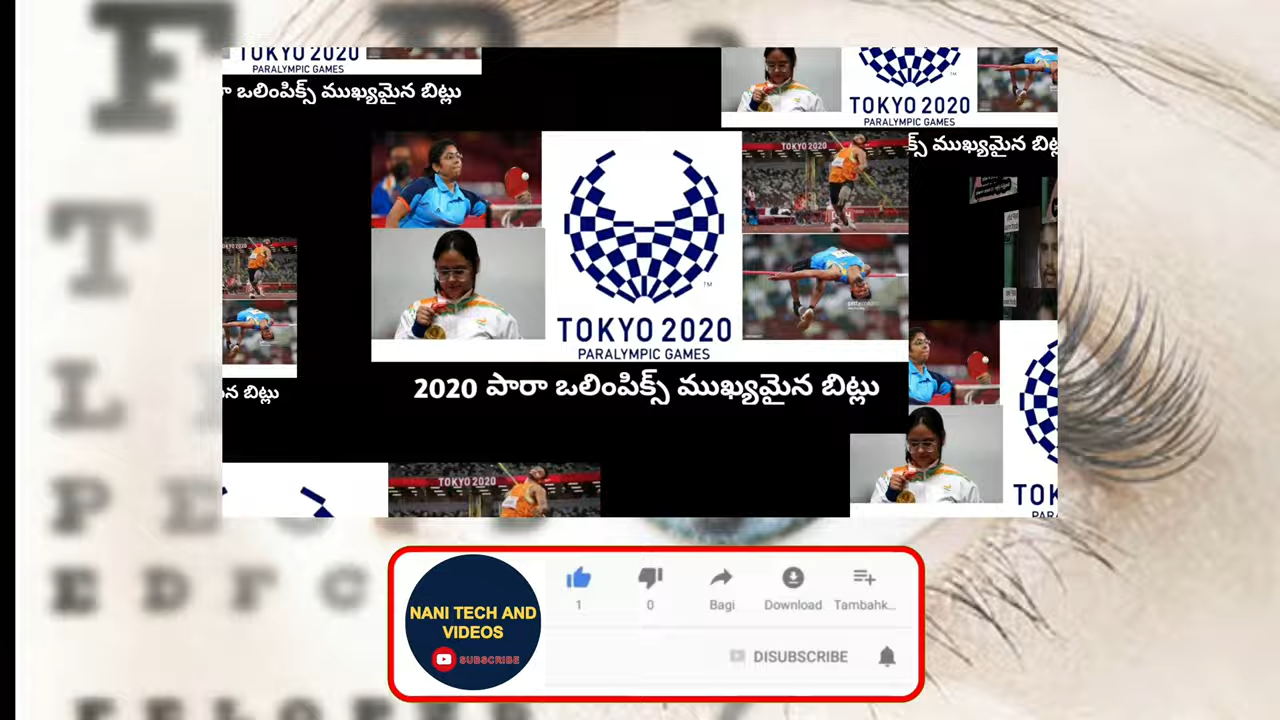 TOKYO 2020
PARALYMPIC GAMES
ఒలింపిక్స్ ముఖ్యమైన బిట్లు
TOKYO 2020
PARALYMPIC GAMES
ముఖ్యమైన
TOKYO 2020
TOKYO 2020
PARALYMPIC GAMES
2020 పారా ఒలింపిక్స్ ముఖ్యమైన బిట్లు
బిట్లు
TOKYO 2020
NANI TECH AND
VIDEOS
SUBSCRIBE
1
0
Bagi
Download
Tambahk...
DISUBSCRIBE
F
T
L
P E
E D F C